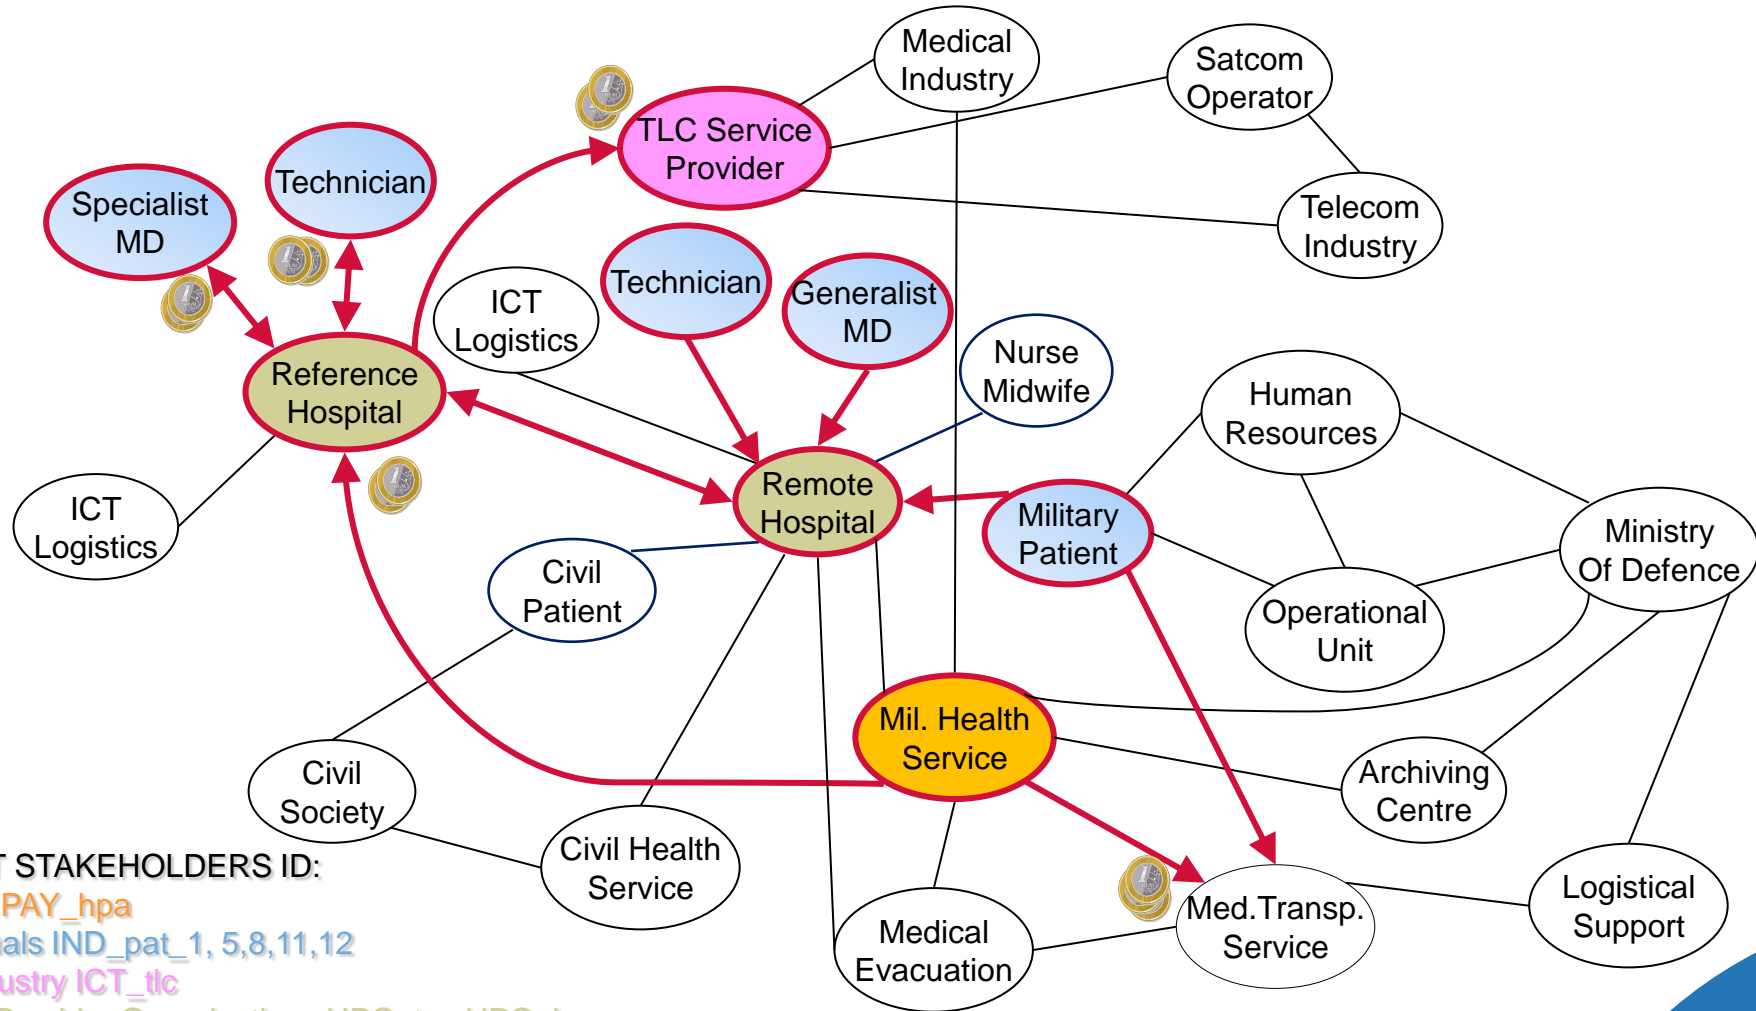 Medical
Industry
Satcom
Operator
TLC Service
Provider
Technician
Specialist
MD
Telecom
Industry
Technician
Generalist
MD
ICT
Logistics
Nurse
Midwife
Reference
Hospital
Human
Resources
Remote
Hospital
ICT
Logistics
Military
Patient
Ministry
Of Defence
Civil
Patient
Operational
Unit
Mil. Health
Service
Civil
Society
Archiving
Centre
Civil Health
Service
T STAKEHOLDERS ID:
PAY_hpa
als IND_pat_1, 5,8,11,12
ustry ICT_tlc
Medical
Evacuation
Med.Transp.
Service
Logistical
Support